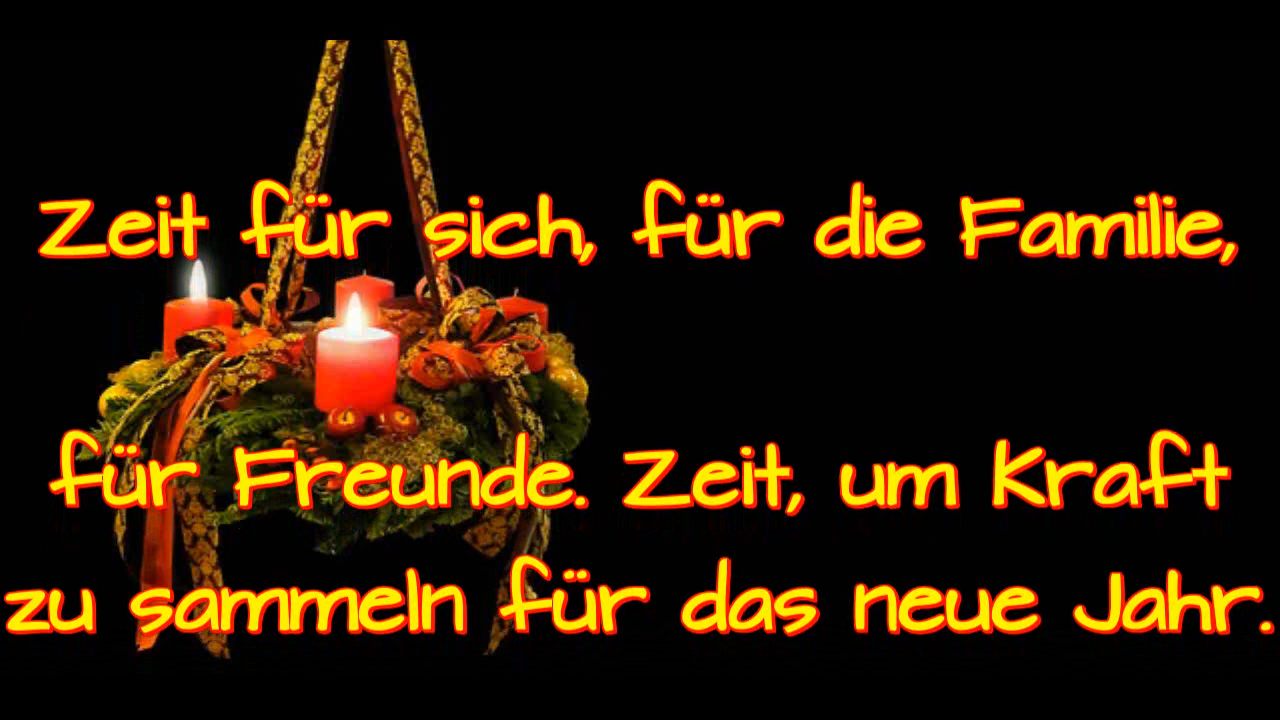 Zeit für sich, für die Familie,
für Freunde. Zeit, um Kraft
zu sammeln für das neue Jahr.